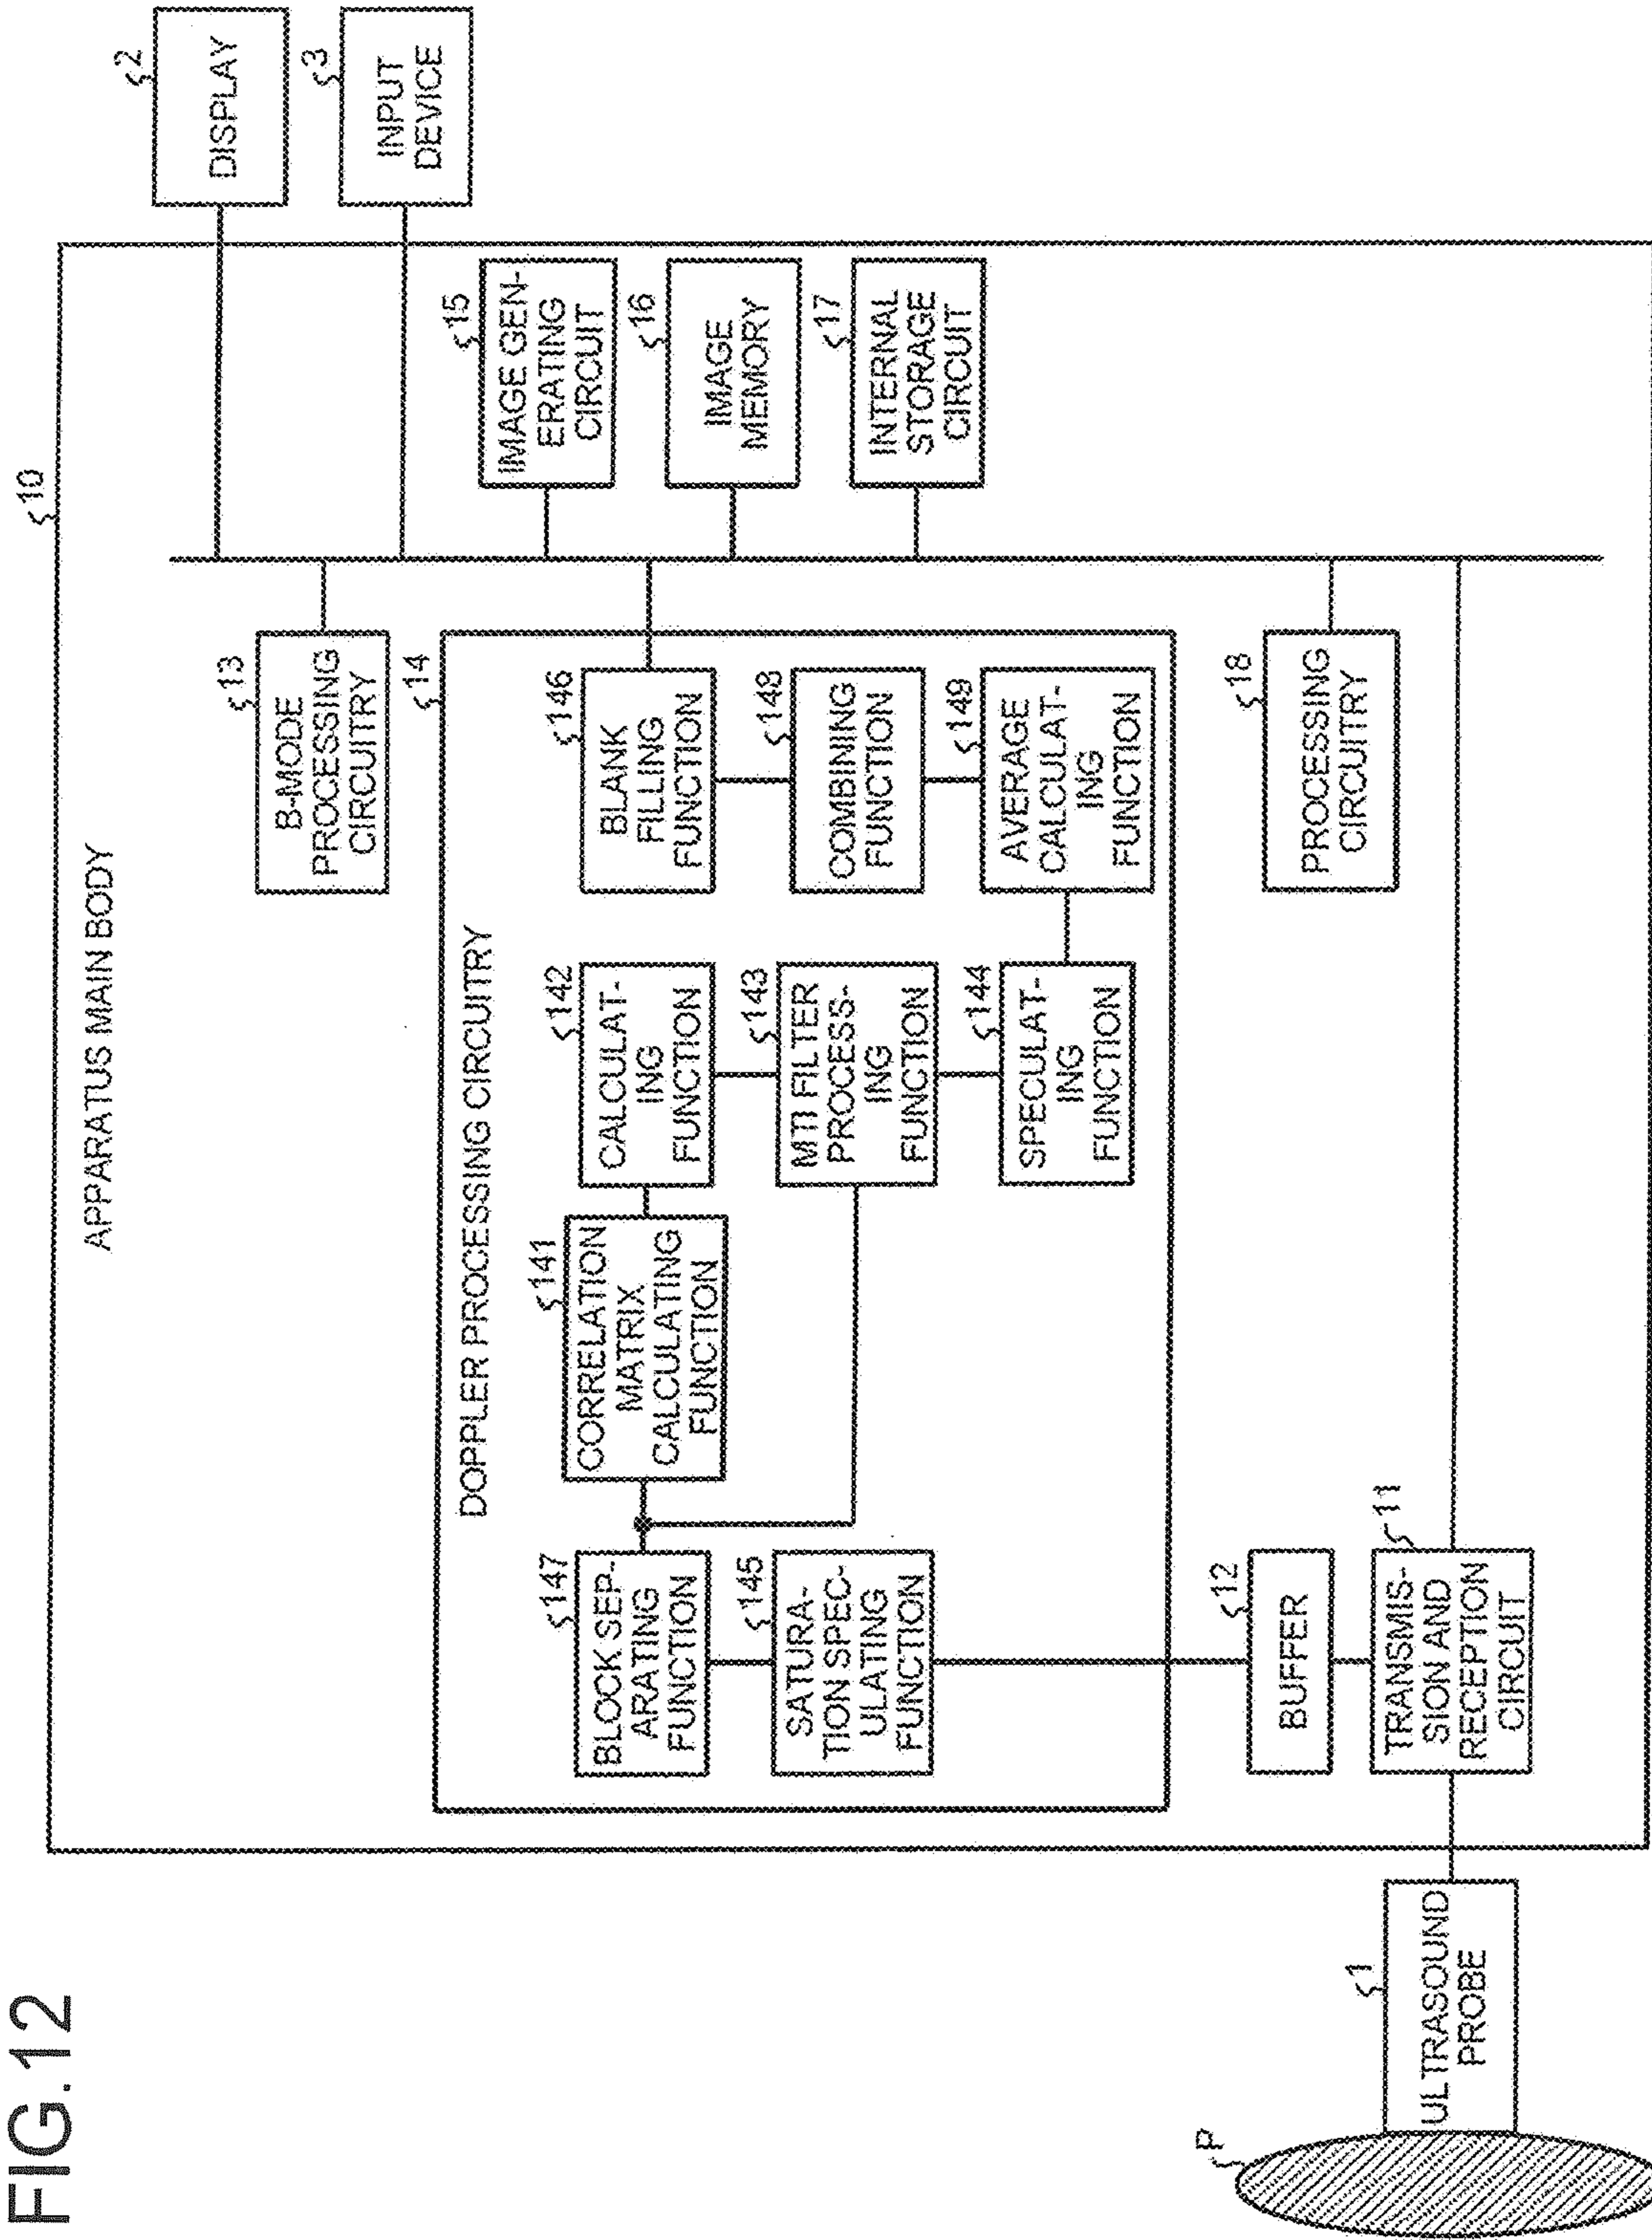 FIG.12
APPARATUS MAIN BODY
10
2
DISPLAY
3
INPUT
DEVICE
13
B-MODE
PROCESSING
CIRCUITRY
15
IMAGE GEN-
ERATING
CIRCUIT
16
IMAGE
MEMORY
17
INTERNAL
STORAGE
CIRCUIT
14
DOPPLER PROCESSING CIRCUITRY
147
BLOCK SEP-
ARATING
FUNCTION
141
CORRELATION
MATRIX
CALCULATING
FUNCTION
142
CALCULAT-
ING
FUNCTION
146
BLANK
FILLING
FUNCTION
145
SATURA-
TION SPEC-
ULATING
FUNCTION
143
MTI FILTER
PROCESS-
ING
FUNCTION
148
COMBINING
FUNCTION
144
SPECULAT-
ING
FUNCTION
149
AVERAGE
CALCULAT-
ING
FUNCTION
12
BUFFER
18
PROCESSING
CIRCUITRY
P
1
ULTRASOUND
PROBE
11
TRANSMIS-
SION AND
RECEPTION
CIRCUIT